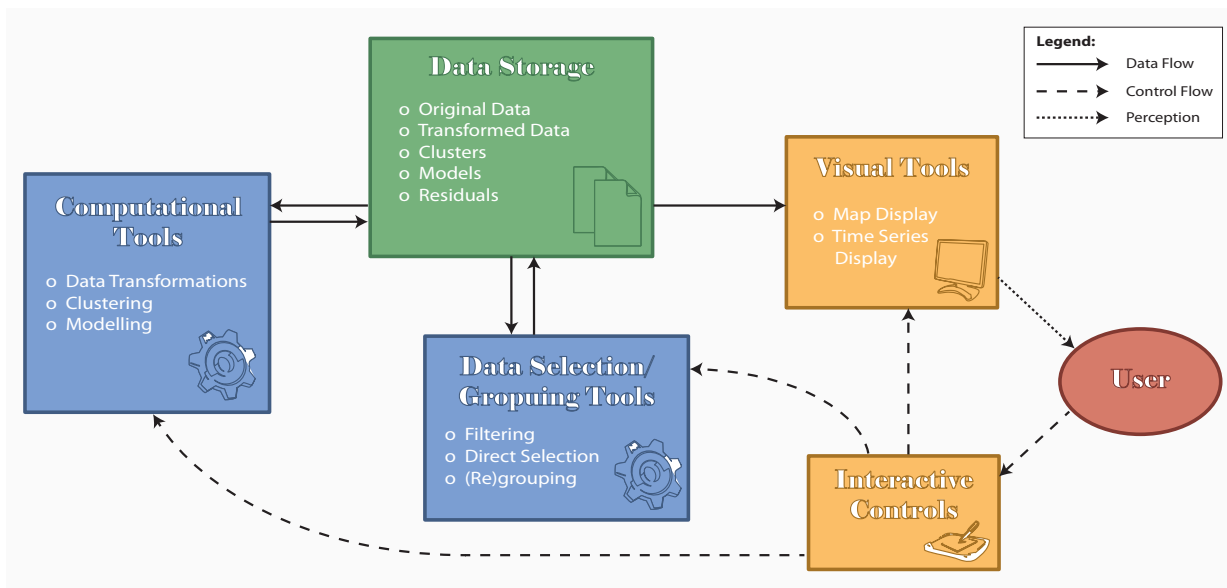 Legend:
Data Flow
Control Flow
Perception
Data Storage
o Original Data
o Transformed Data
o Clusters
o Models
o Residuals
Visual Tools
o Map Display
o Time Series
Display
Computational
Tools
o Data Transformations
o Clustering
o Modelling
Data Selection/
Gropuing Tools
o Filtering
o Direct Selection
o (Re)grouping
User
Interactive
Controls